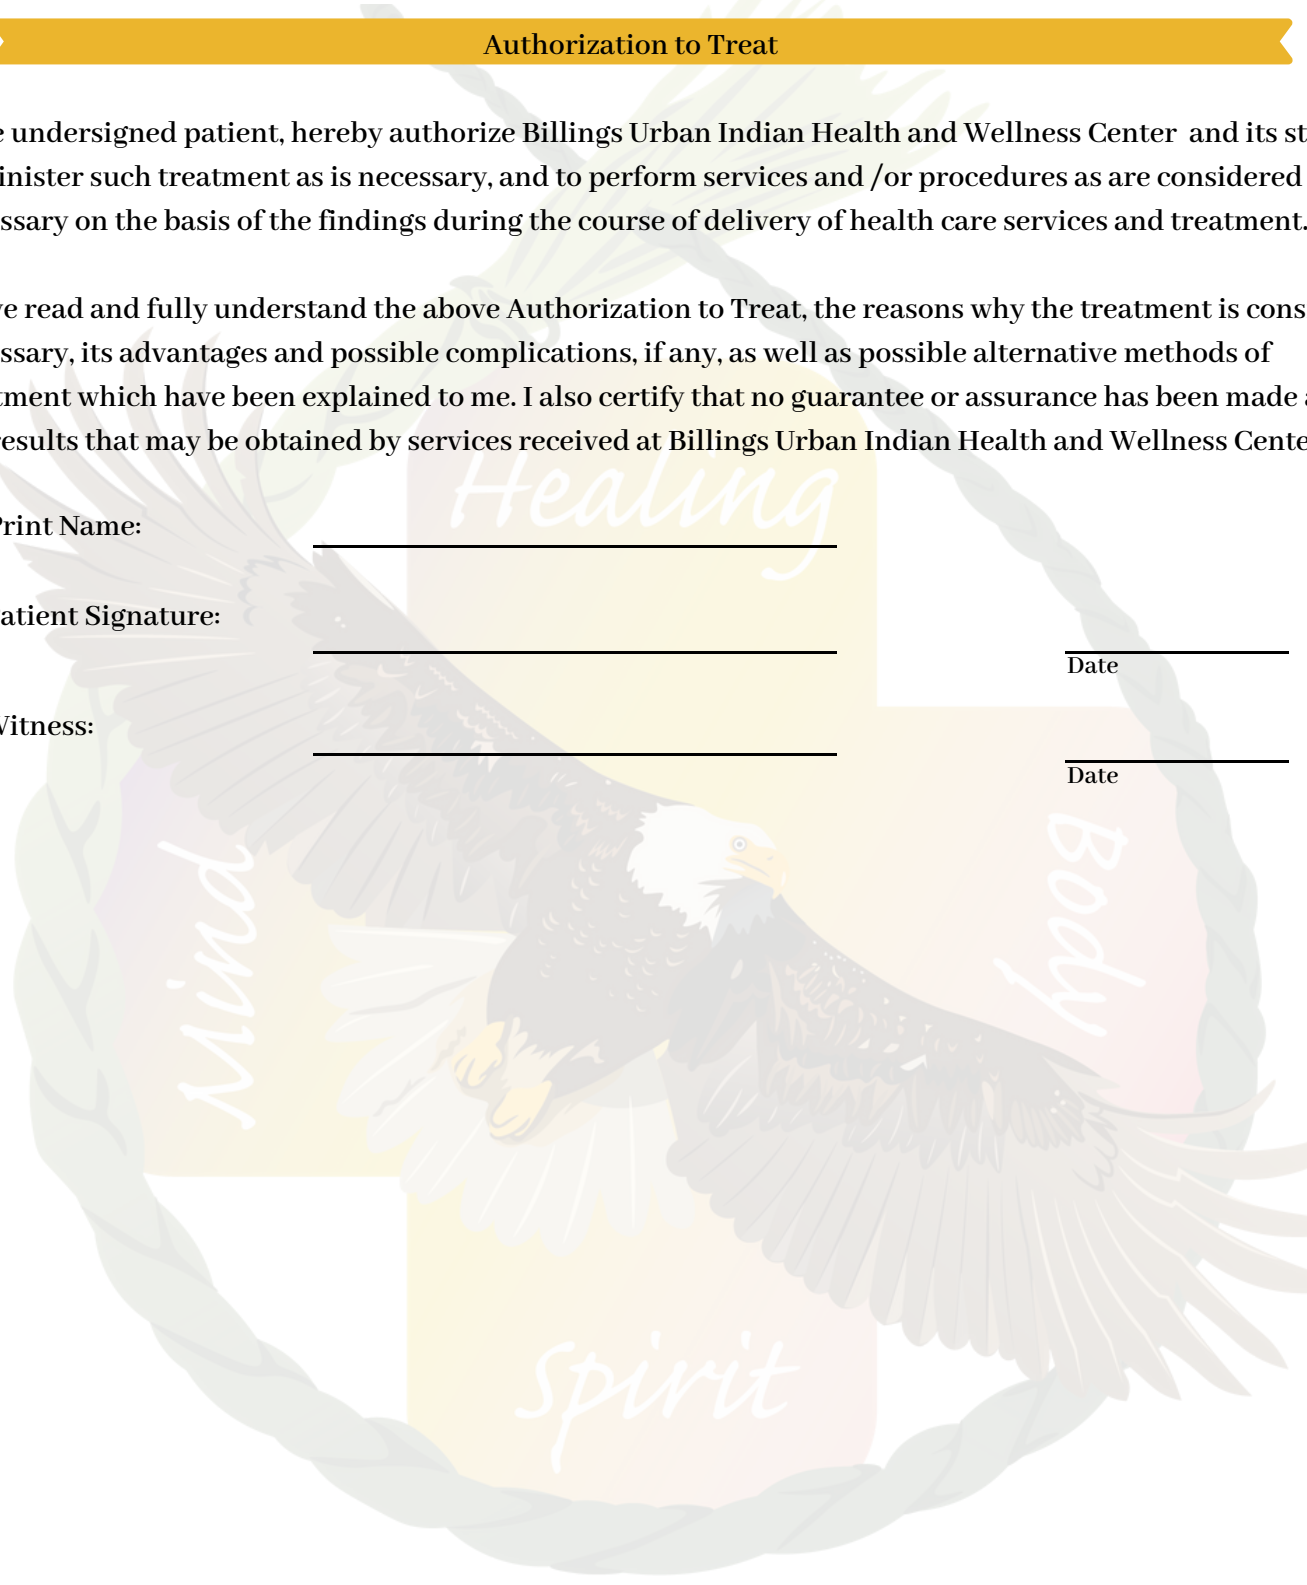 Authorization to Treat
e undersigned patient, hereby authorize Billings Urban Indian Health and Wellness Center and its st
inister such treatment as is necessary, and to perform services and /or procedures as are considered
ssary on the basis of the findings during the course of delivery of health care services and treatment.
ve read and fully understand the above Authorization to Treat, the reasons why the treatment is cons
ssary, its advantages and possible complications, if any, as well as possible alternative methods of
tment which have been explained to me. I also certify that no guarantee or assurance has been made a
results that may be obtained by services received at Billings Urban Indian Health and Wellness Cente
Healing
Print Name:
atient Signature:
Date
Witness:
Date
Mind
Body
Spirit